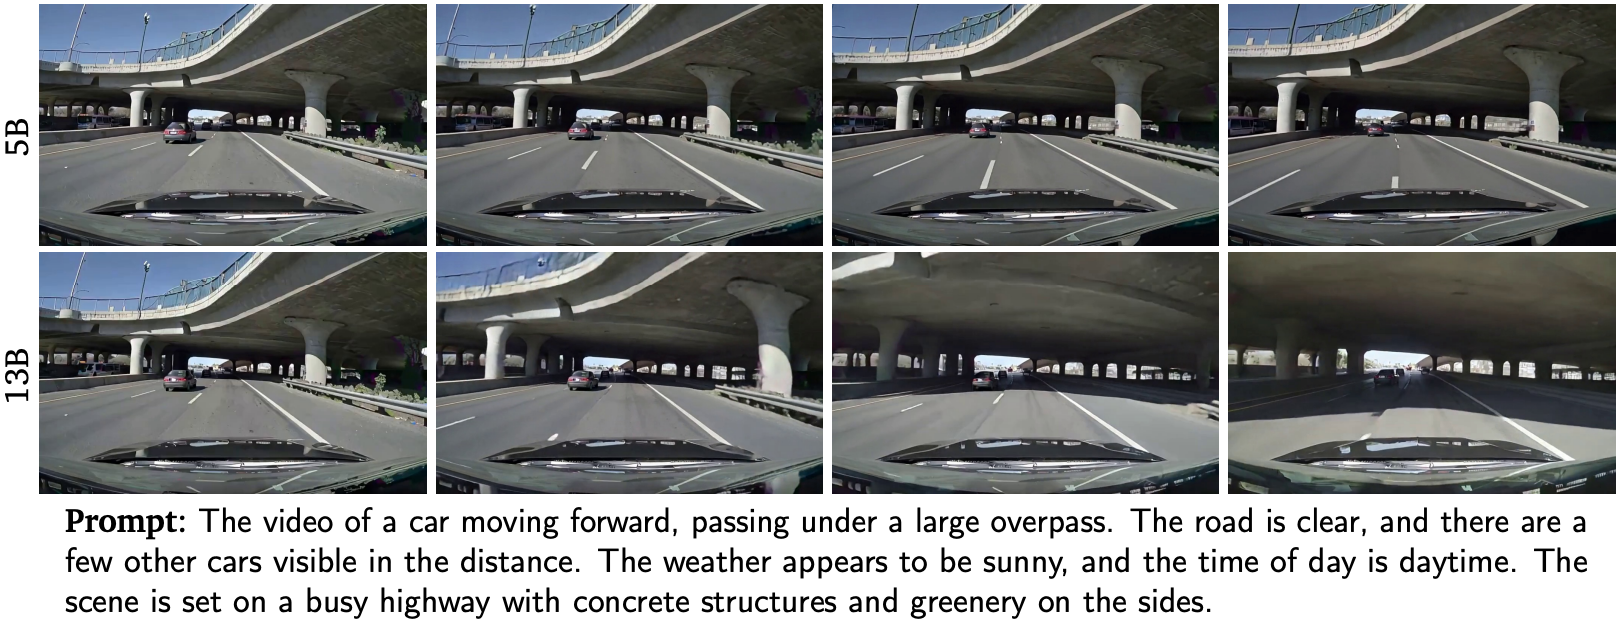 5B
13B
Prompt: The video of a car moving forward, passing under a large overpass. The road is clear, and there are a
few other cars visible in the distance. The weather appears to be sunny, and the time of day is daytime. The
scene is set on a busy highway with concrete structures and greenery on the sides.